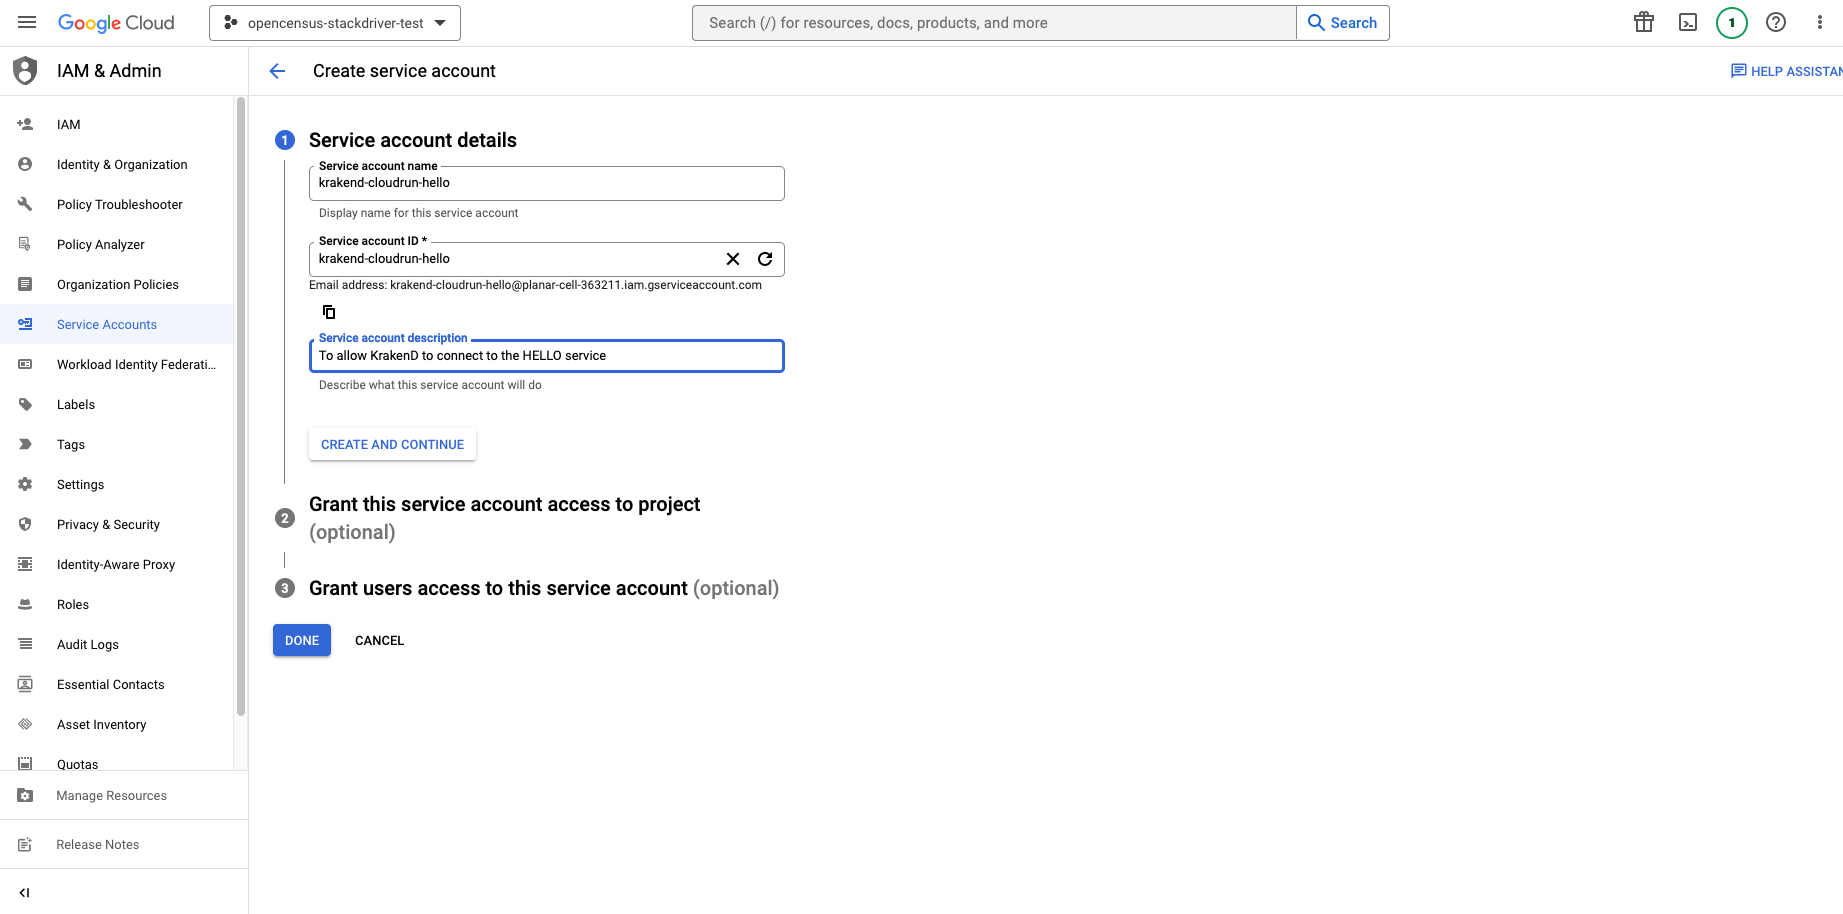 Google Cloud
opencensus-stackdriver-test
Search (/) for resources, docs, products, and more
Search
1
IAM & Admin
Create service account
HELP ASSISTAN
IAM
Identity & Organization
Policy Troubleshooter
Policy Analyzer
Organization Policies
Service Accounts
Workload Identity Federati...
Labels
Tags
Settings
Privacy & Security
Identity-Aware Proxy
Roles
Audit Logs
Essential Contacts
Asset Inventory
Quotas
Manage Resources
Release Notes
1 Service account details
Service account name
krakend-cloudrun-hello
Display name for this service account
Service account ID *
krakend-cloudrun-hello
Email address: krakend-cloudrun-hello@planar-cell-363211.iam.gserviceaccount.com
Service account description
To allow KrakenD to connect to the HELLO service
Describe what this service account will do
CREATE AND CONTINUE
2 Grant this service account access to project
(optional)
3 Grant users access to this service account (optional)
DONE CANCEL